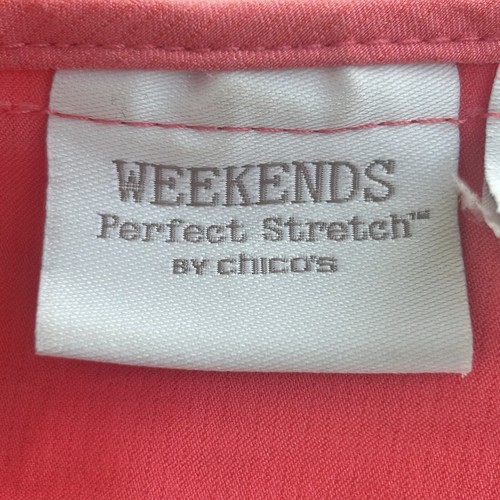 WEEKENDS
Perfect Stretch™
BY chico's